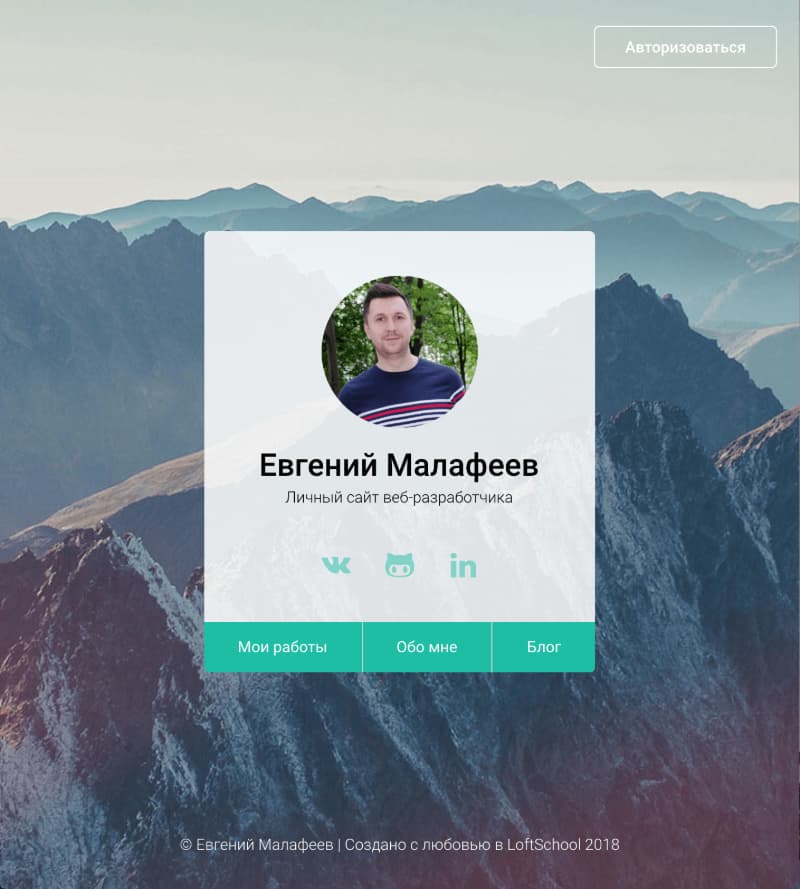 Авторизоваться
Евгений Малафеев
Личный сайт веб-разработчика
Мои работы
Обо мне
Блог
© Евгений Малафеев | Создано с любовью в LoftSchool 2018